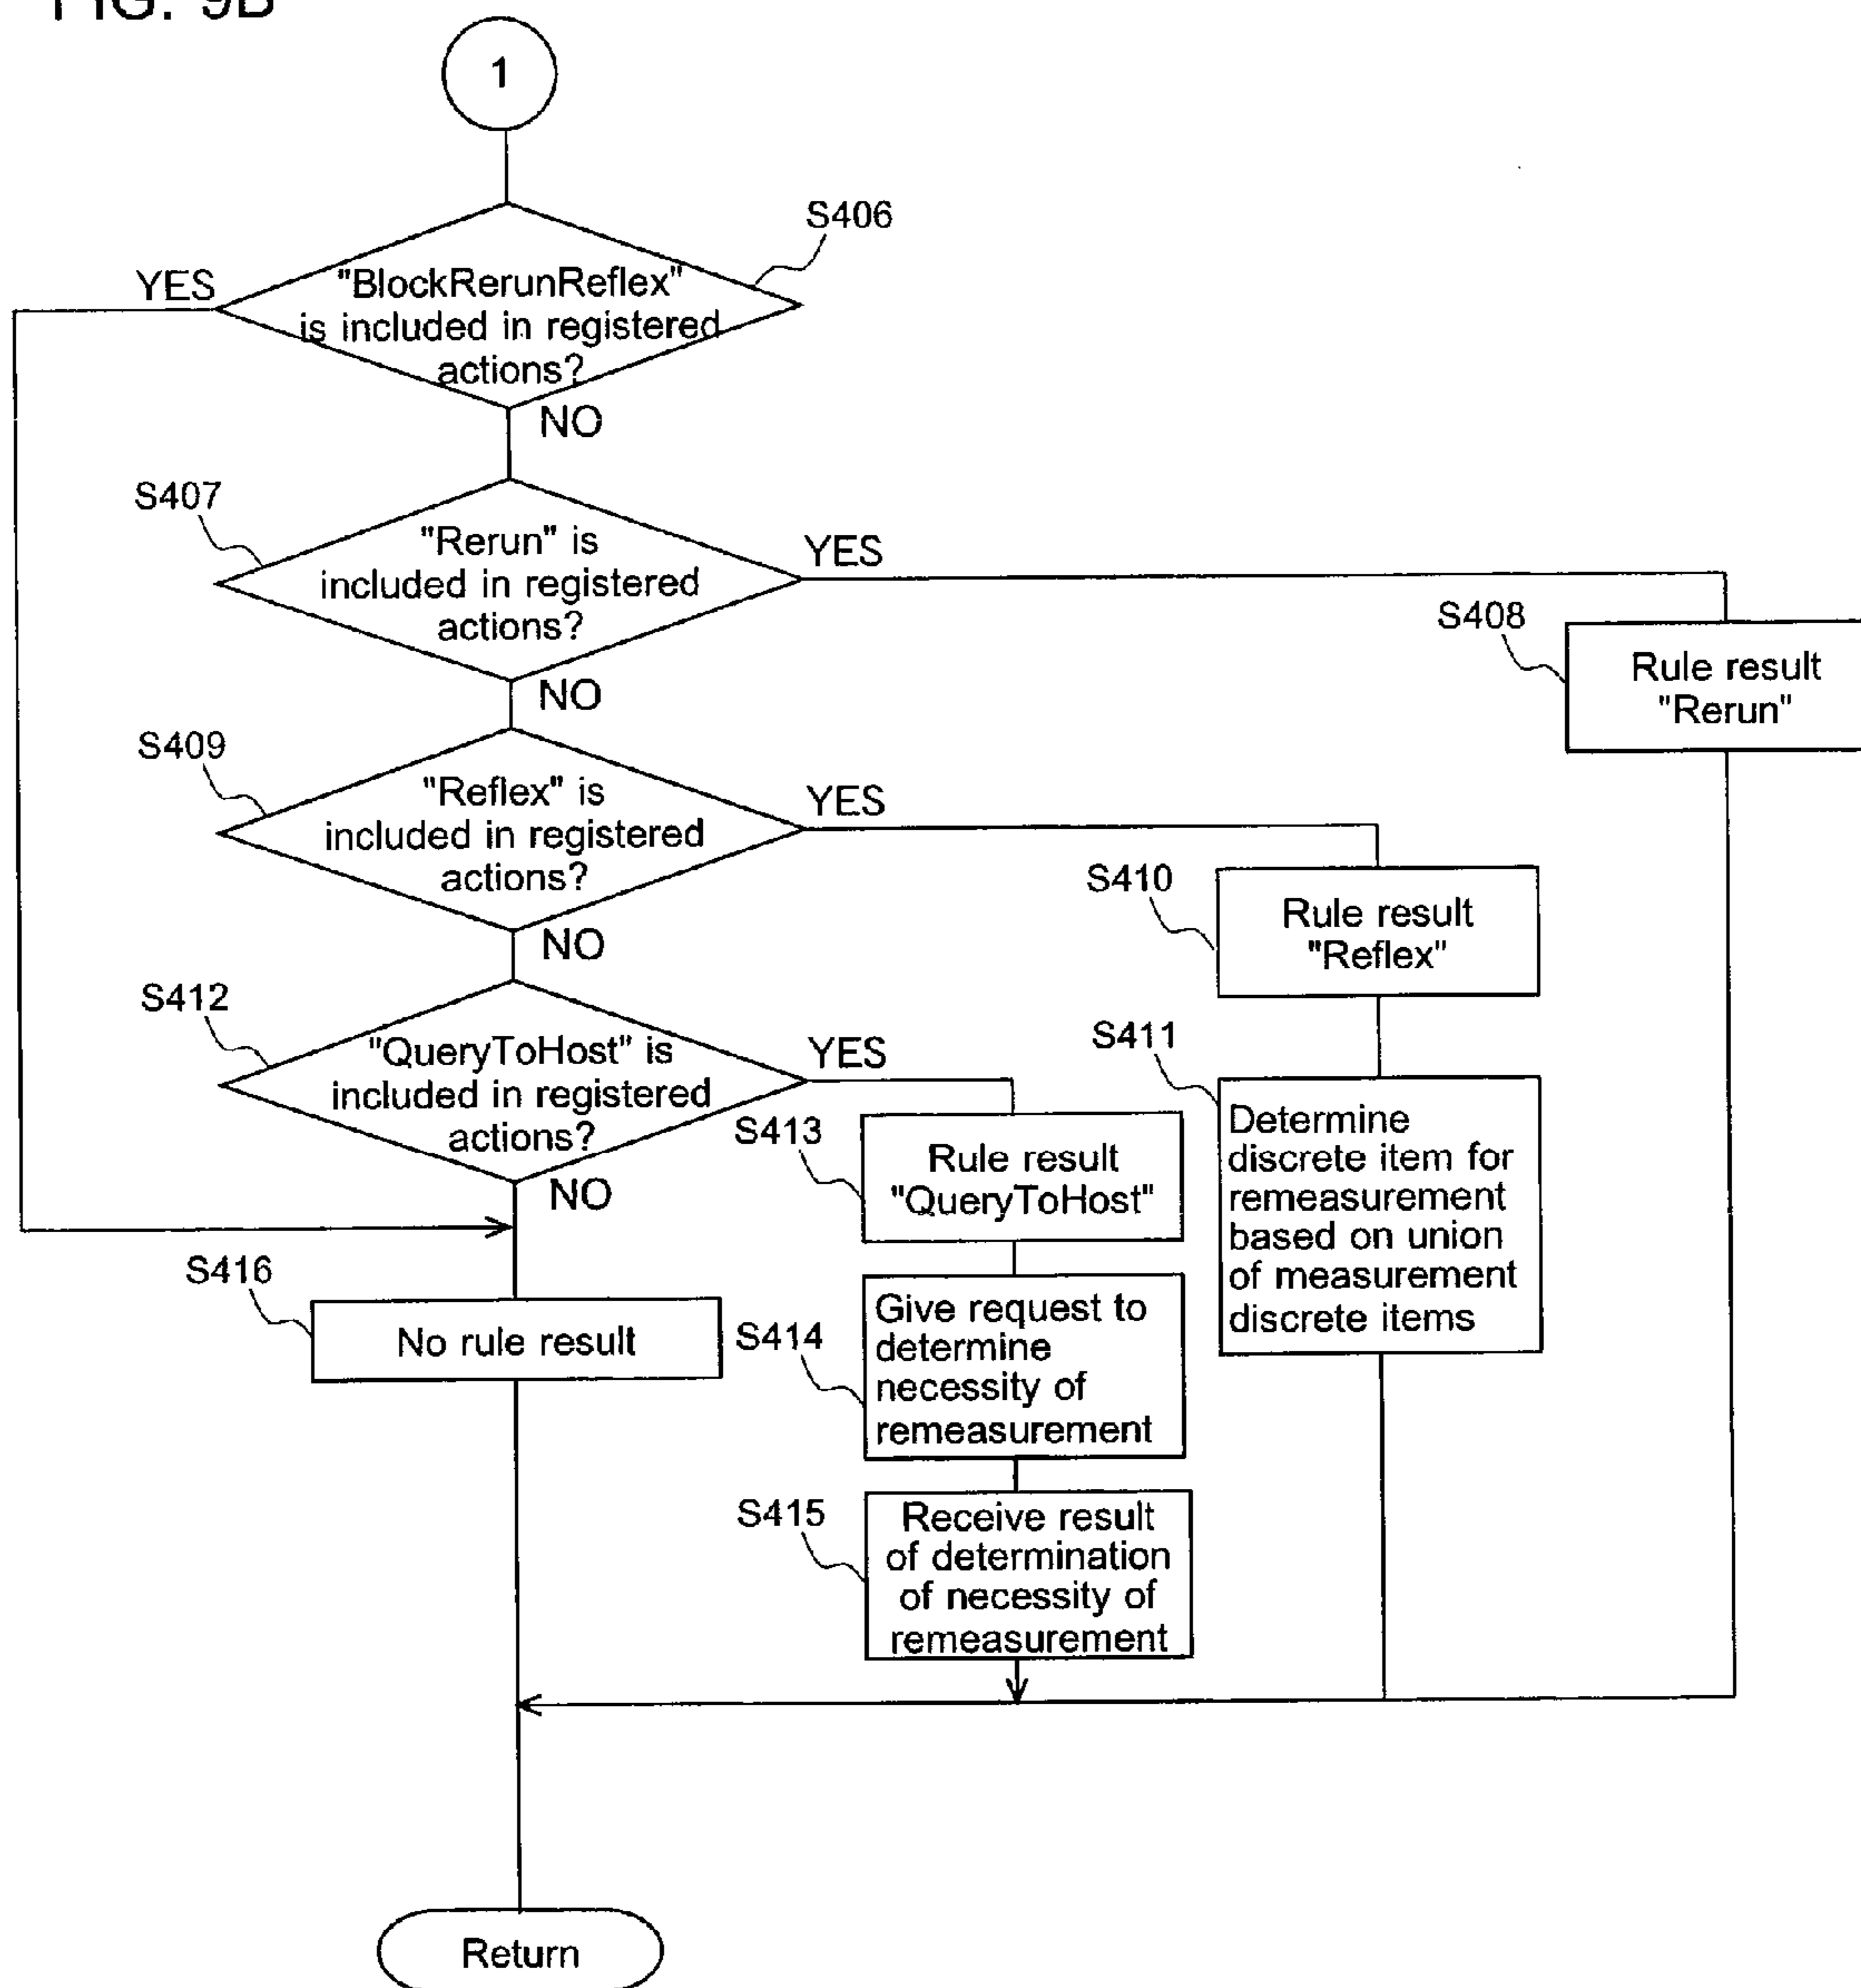 FIG. 9B
1
S406
YES
"BlockRerunReflex"
is included in registered
actions?
NO
S407
"Rerun" is
included in registered
actions?
YES
S408
Rule result
"Rerun"
NO
S409
"Reflex" is
included in registered
actions?
YES
S410
Rule result
"Reflex"
NO
S412
"QueryToHost" is
included in registered
actions?
YES
S411
Determine
discrete item for
remeasurement
based on union
of measurement
discrete items
S413
Rule result
"QueryToHost"
NO
S416
No rule result
S414
Give request to
determine
necessity of
remeasurement
S415
Receive result
of determination
of necessity of
remeasurement
Return